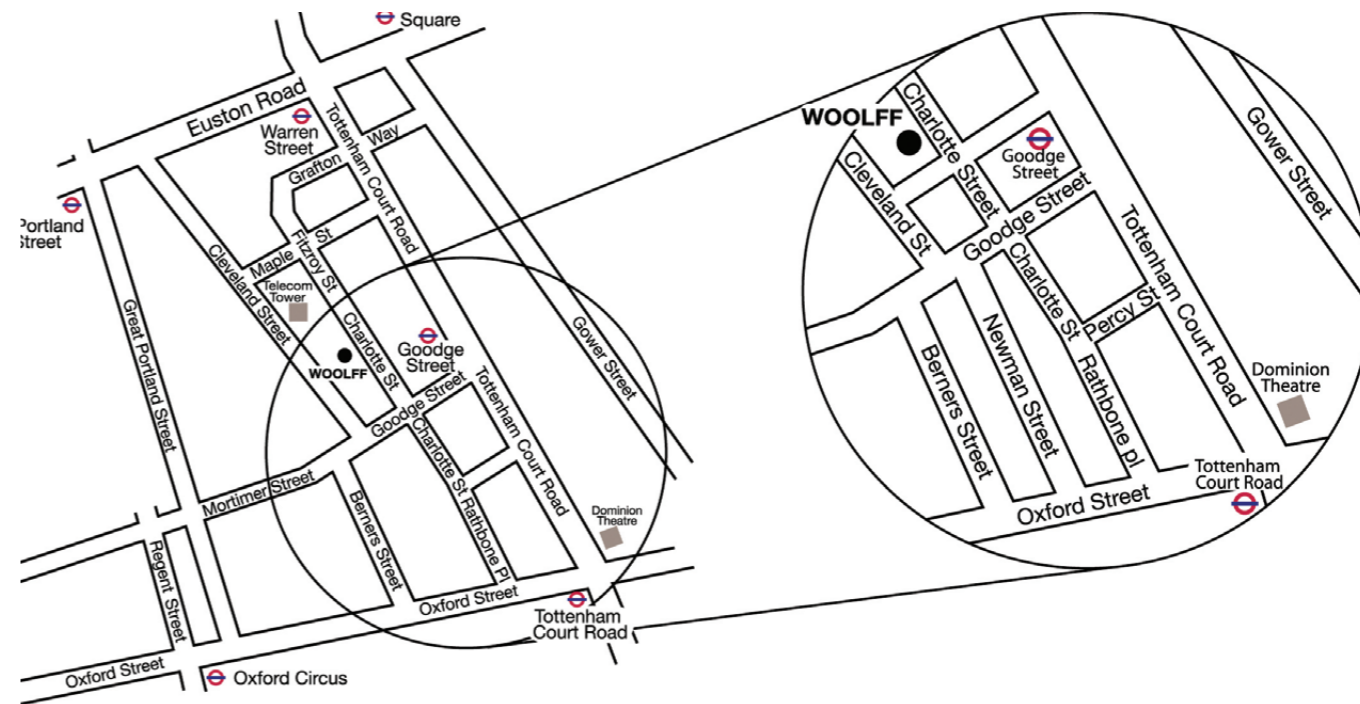 Square
Euston Road
Warren
Street
Tottenham Court Road
Way
Grafton
Portland
Street
Maple St
Fitzroy St
Cleveland Street
Telecom
Tower
Great Portland Street
Charlotte St
WOOLFF
Goodge
Street
Gower Street
Goodge Street
Tottenham Court Road
Charlotte St
Mortimer Street
Berners Street
Rathbone Pl
Dominion
Theatre
Regent Street
Oxford Street
Tottenham
Court Road
Oxford Street
Oxford Circus
WOOLFF
Charlotte Street
Goodge
Street
Gower Street
Cleveland St
Goodge Street
Tottenham Court Road
Charlotte St
Percy St
Newman Street
Berners Street
Rathbone pl
Dominion
Theatre
Tottenham
Court Road
Oxford Street